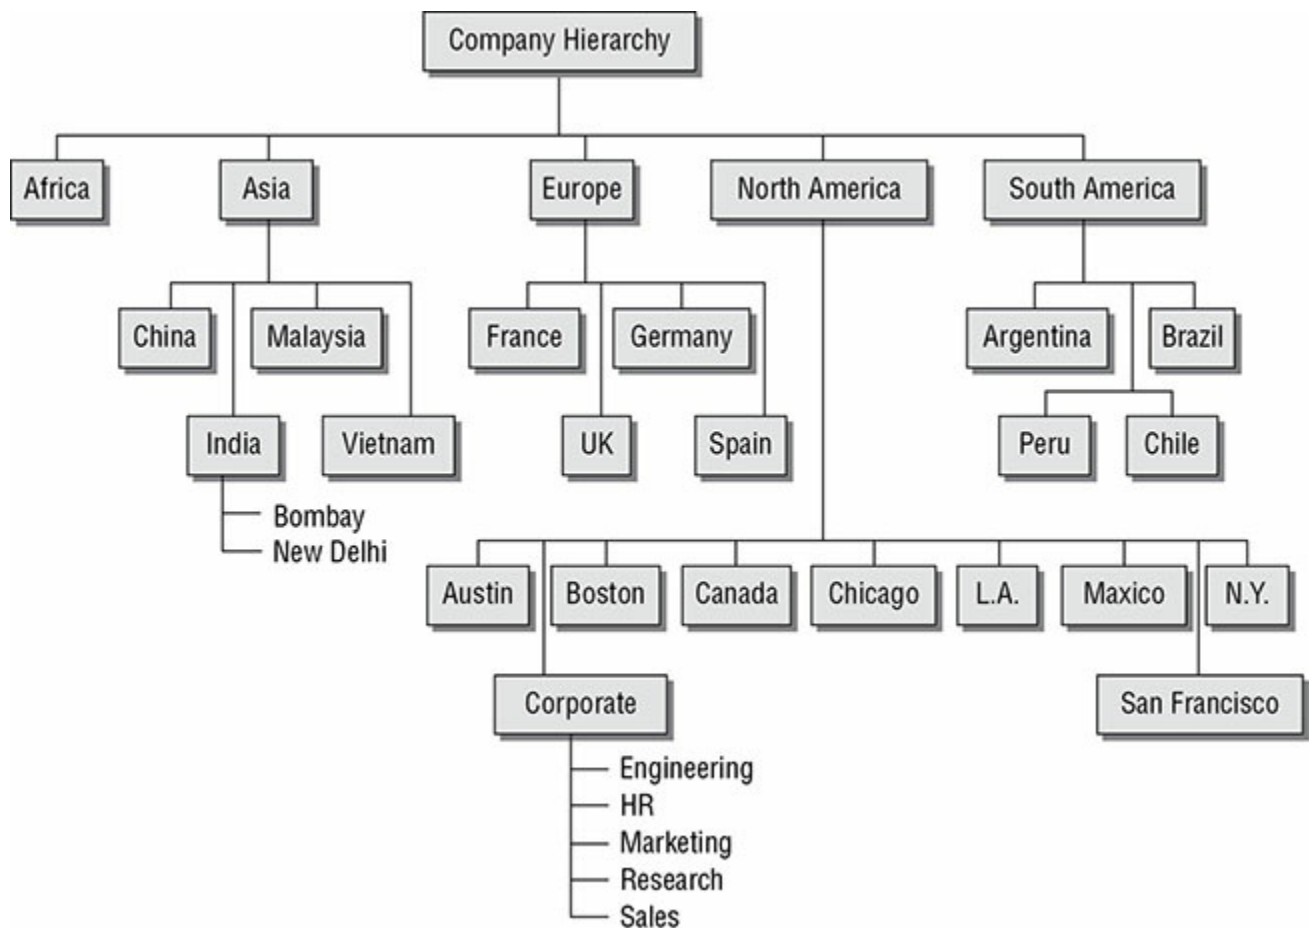 Company Hierarchy
Africa
Asia
Europe
North America
South America
China
Malaysia
France
Germany
Argentina
Brazil
India
Vietnam
UK
Spain
Peru
Chile
Bombay
New Delhi
Austin
Boston
Canada
Chicago
L.A.
Maxico
N.Y.
Corporate
San Francisco
Engineering
HR
Marketing
Research
Sales